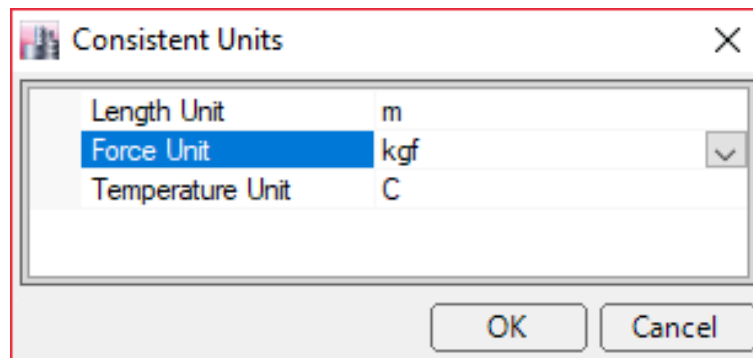 Consistent Units
Length Unit m
Force Unit kgf
Temperature Unit C
OK Cancel